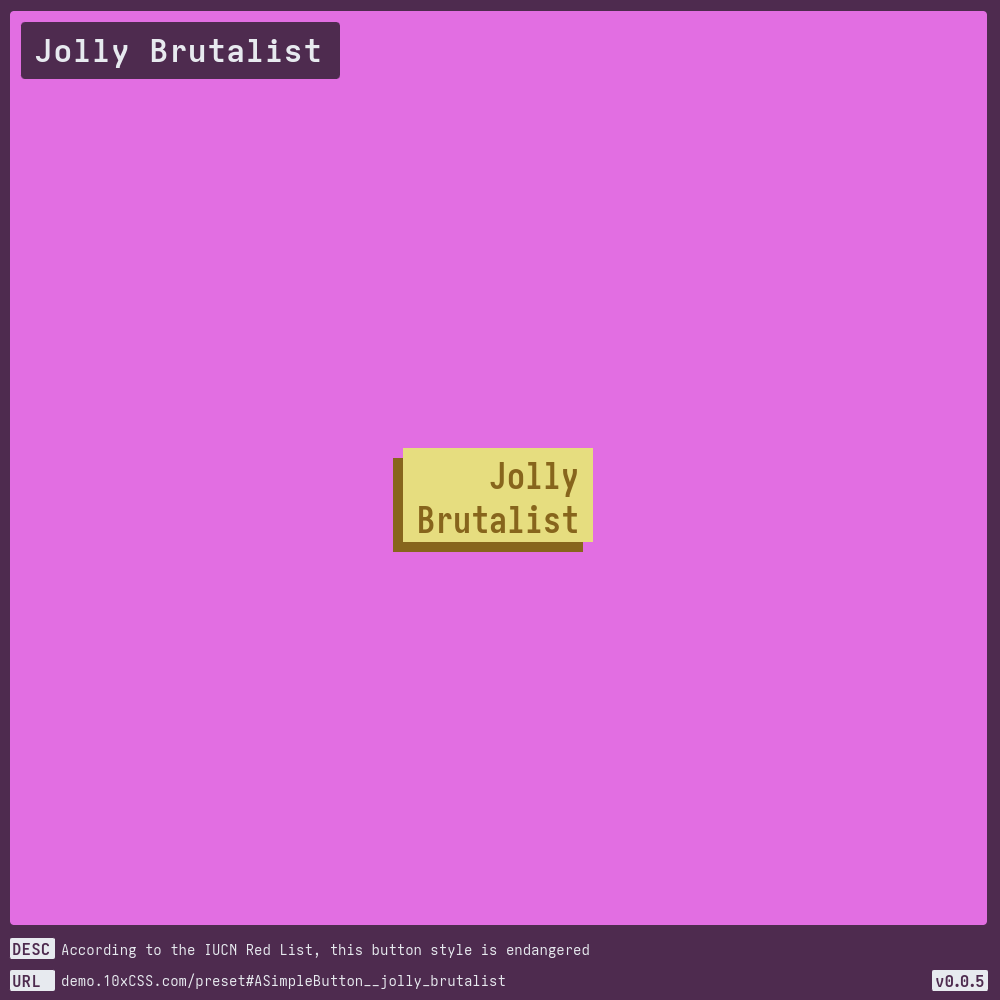 Jolly Brutalist
Jolly
Brutalist
DESC According to the IUCN Red List, this button style is endangered
URL demo.10xCSS.com/preset#ASimpleButton__jolly_brutalist
v0.0.5